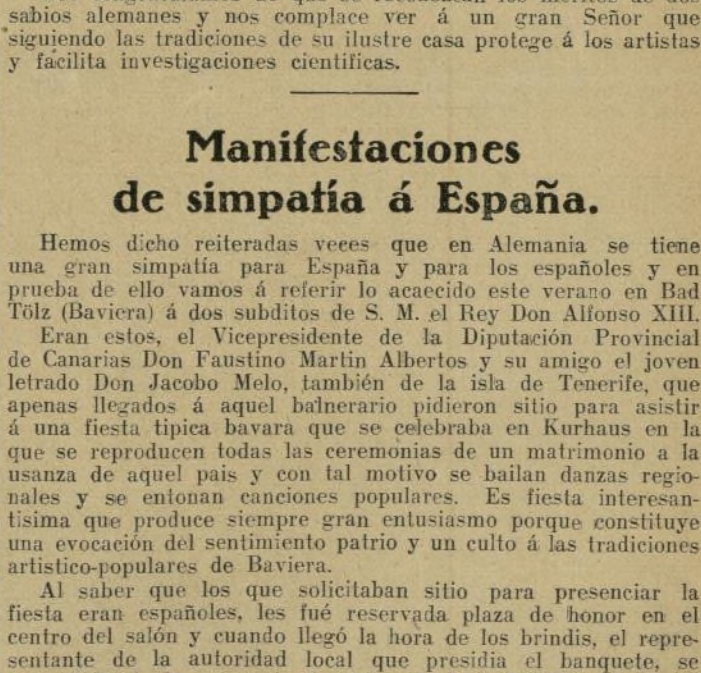 sabios alemanes y nos complace ver á un gran Señor que
siguiendo las tradiciones de su ilustre casa protege á los artistas
y facilita investigaciones cientificas.
Manifestaciones
de simpatía á España.
Hemos dicho reiteradas veces que en Alemania se tiene
una gran simpatía para España y para los españoles y en
prueba de ello vamos á referir lo acaecido este verano en Bad
Tölz (Baviera) á dos subditos de S. M. el Rey Don Alfonso XIII.
Eran estos, el Vicepresidente de la Diputación Provincial
de Canarias Don Faustino Martin Albertos y su amigo el joven
letrado Don Jacobo Melo, también de la isla de Tenerife, que
apenas llegados á aquel balnerario pidieron sitio para asistir
á una fiesta tipica bavara que se celebraba en Kurhaus en la
que se reproducen todas las ceremonias de un matrimonio a la
usanza de aquel pais y con tal motivo se bailan danzas regio-
nales y se entonan canciones populares. Es fiesta interesan-
tisima que produce siempre gran entusiasmo porque constituye
una evocación del sentimiento patrio y un culto á las tradiciones
artistico-populares de Baviera.
Al saber que los que solicitaban sitio para presenciar la
fiesta eran españoles, les fué reservada plaza de honor en el
centro del salón y cuando llegó la hora de los brindis, el repre-
sentante de la autoridad local que presidia el banquete, se